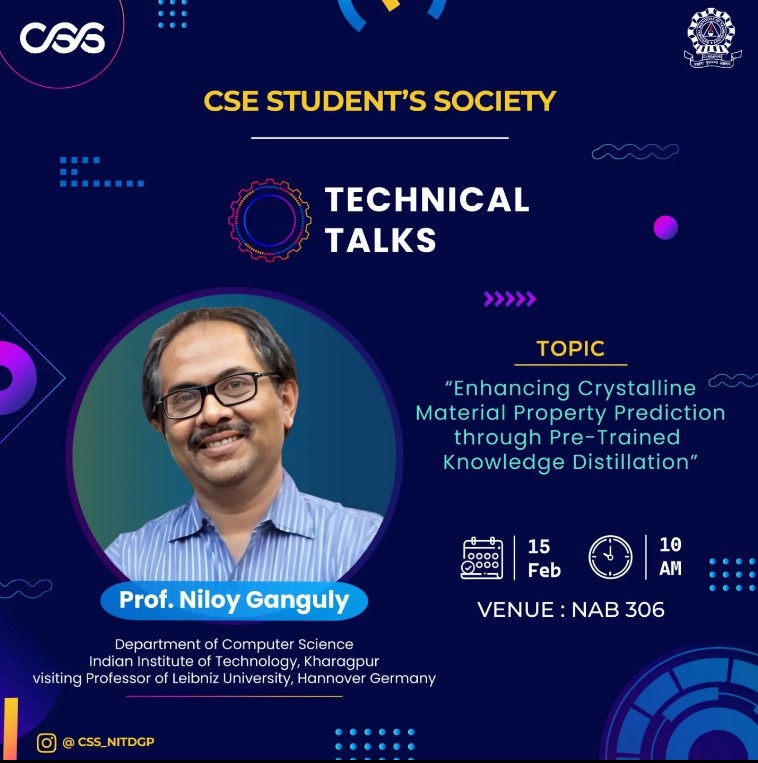 CSS
CSE STUDENT'S SOCIETY
TECHNICAL
TALKS
TOPIC
“Enhancing Crystalline
Material Property Prediction
through Pre-Trained
Knowledge Distillation”
15
Feb
10
AM
VENUE : NAB 306
Prof. Niloy Ganguly
Department of Computer Science
Indian Institute of Technology, Kharagpur
visiting Professor of Leibniz University, Hannover Germany
@ CSS_NITDGP